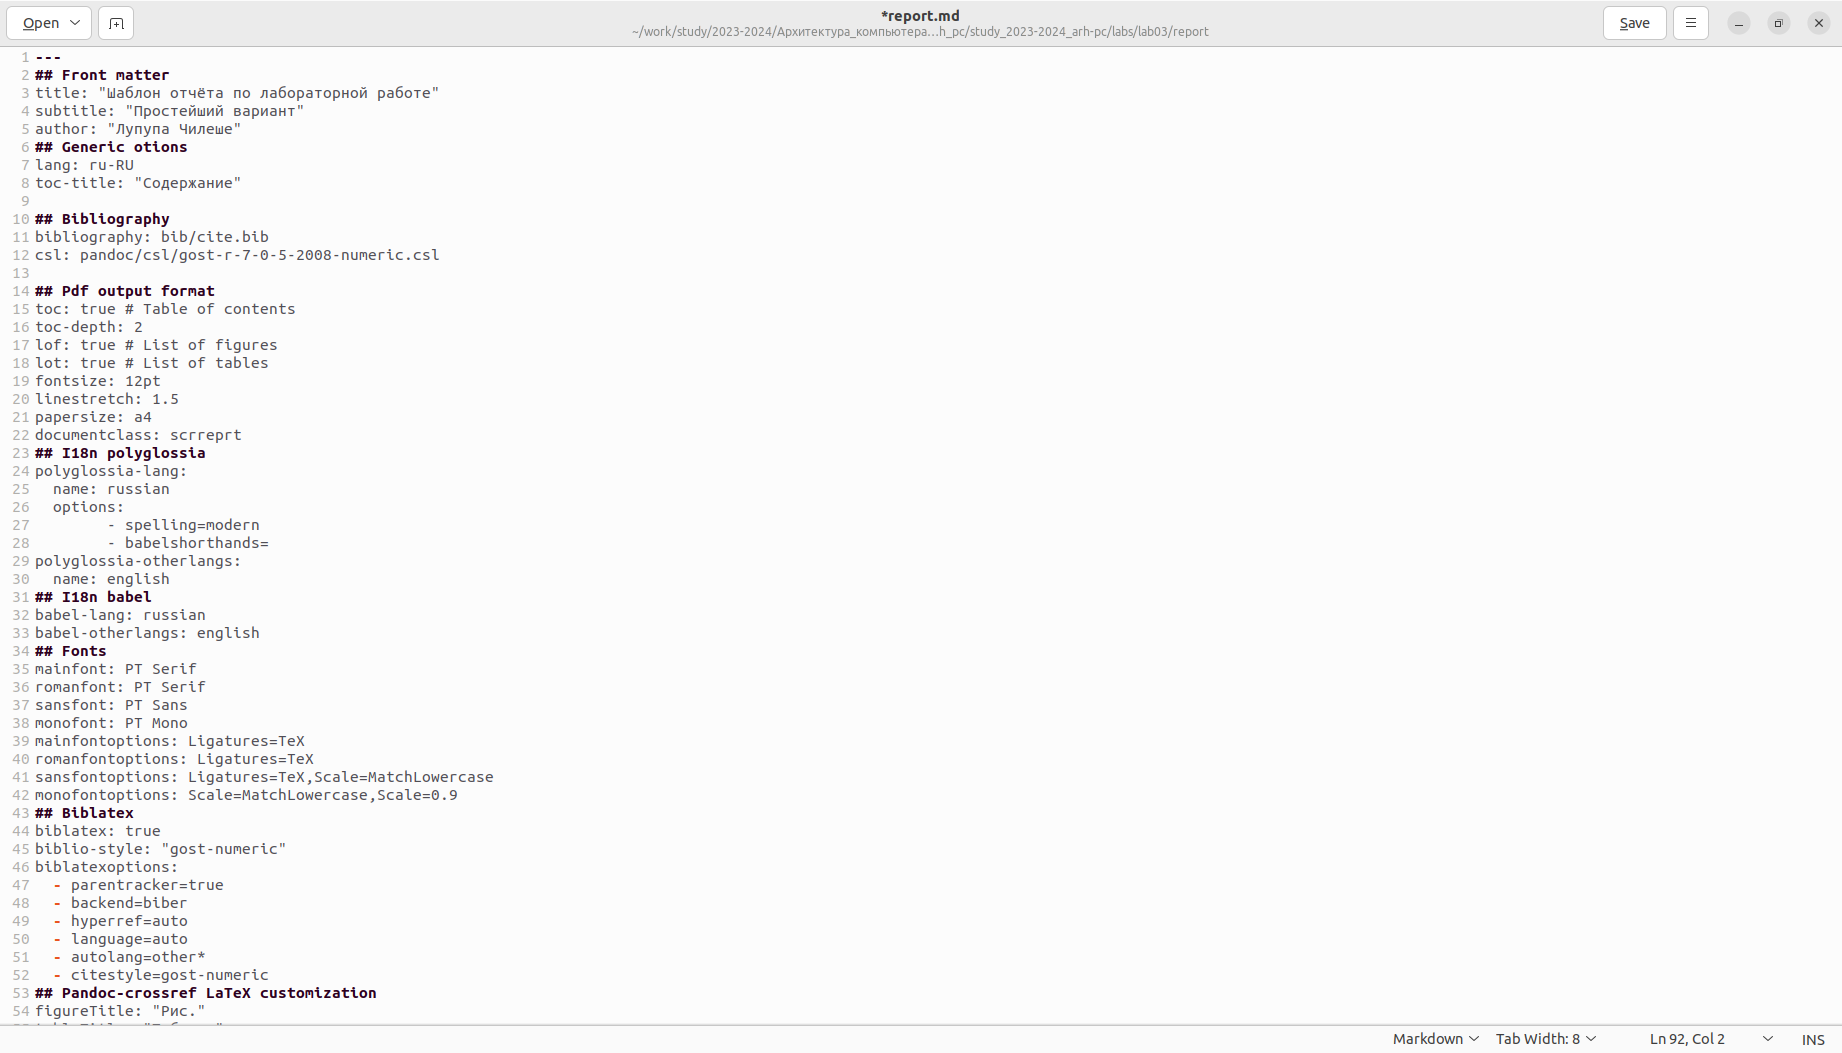 Open
*report.md
~/work/study/2023-2024/Архитектура_компьютера...h_pc/study_2023-2024_arh-pc/labs/lab03/report
Save
1 ---
2 ## Front matter
3 title: "Шаблон отчёта по лабораторной работе"
4 subtitle: "Простейший вариант"
5 author: "Лупупа Чилеше"
6 ## Generic otions
7 lang: ru-RU
8 toc-title: "Содержание"
9
10 ## Bibliography
11 bibliography: bib/cite.bib
12 csl: pandoc/csl/gost-r-7-0-5-2008-numeric.csl
13
14 ## Pdf output format
15 toc: true # Table of contents
16 toc-depth: 2
17 lof: true # List of figures
18 lot: true # List of tables
19 fontsize: 12pt
20 linestretch: 1.5
21 papersize: a4
22 documentclass: scrreprt
23 ## I18n polyglossia
24 polyglossia-lang:
25   name: russian
26   options:
27         - spelling=modern
28         - babelshorthands=
29 polyglossia-otherlangs:
30   name: english
31 ## I18n babel
32 babel-lang: russian
33 babel-otherlangs: english
34 ## Fonts
35 mainfont: PT Serif
36 romanfont: PT Serif
37 sansfont: PT Sans
38 monofont: PT Mono
39 mainfontoptions: Ligatures=TeX
40 romanfontoptions: Ligatures=TeX
41 sansfontoptions: Ligatures=TeX,Scale=MatchLowercase
42 monofontoptions: Scale=MatchLowercase,Scale=0.9
43 ## Biblatex
44 biblatex: true
45 biblio-style: "gost-numeric"
46 biblatexoptions:
47   - parentracker=true
48   - backend=biber
49   - hyperref=auto
50   - language=auto
51   - autolang=other*
52   - citestyle=gost-numeric
53 ## Pandoc-crossref LaTeX customization
54 figureTitle: "Рис."
Markdown
Tab Width: 8
Ln 92, Col 2
INS